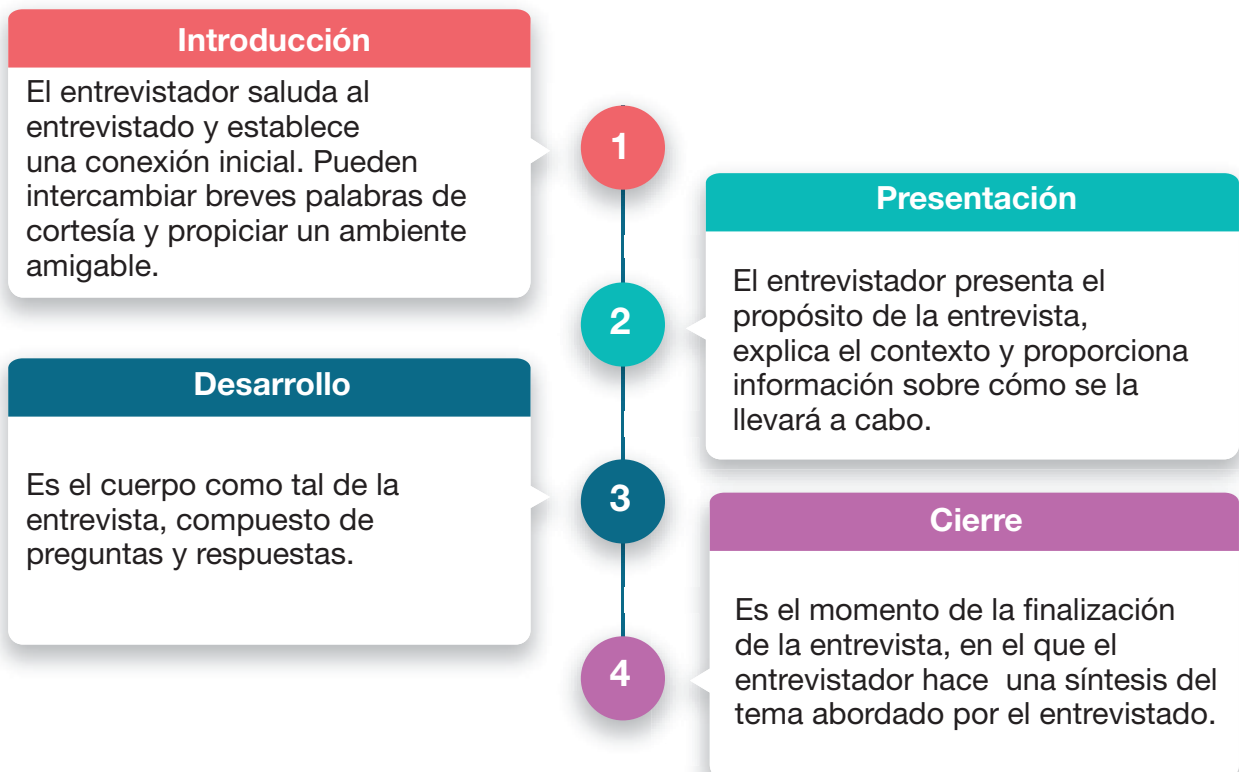 Introducción
El entrevistador saluda al
entrevistado y establece
una conexión inicial. Pueden
intercambiar breves palabras de
cortesía y propiciar un ambiente
amigable.
1
Presentación
El entrevistador presenta el
propósito de la entrevista,
explica el contexto y proporciona
información sobre cómo se la
llevará a cabo.
2
Desarrollo
Es el cuerpo como tal de la
entrevista, compuesto de
preguntas y respuestas.
3
Cierre
Es el momento de la finalización
de la entrevista, en el que el
entrevistador hace  una síntesis del
tema abordado por el entrevistado.
4